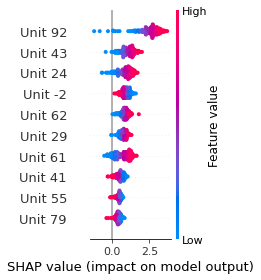 High
Unit 92
Unit 43
Unit 24
Unit -2
Unit 62
Unit 29
Unit 61
Unit 41
Unit 55
Unit 79
Feature value
Low
0.0 2.5
SHAP value (impact on model output)